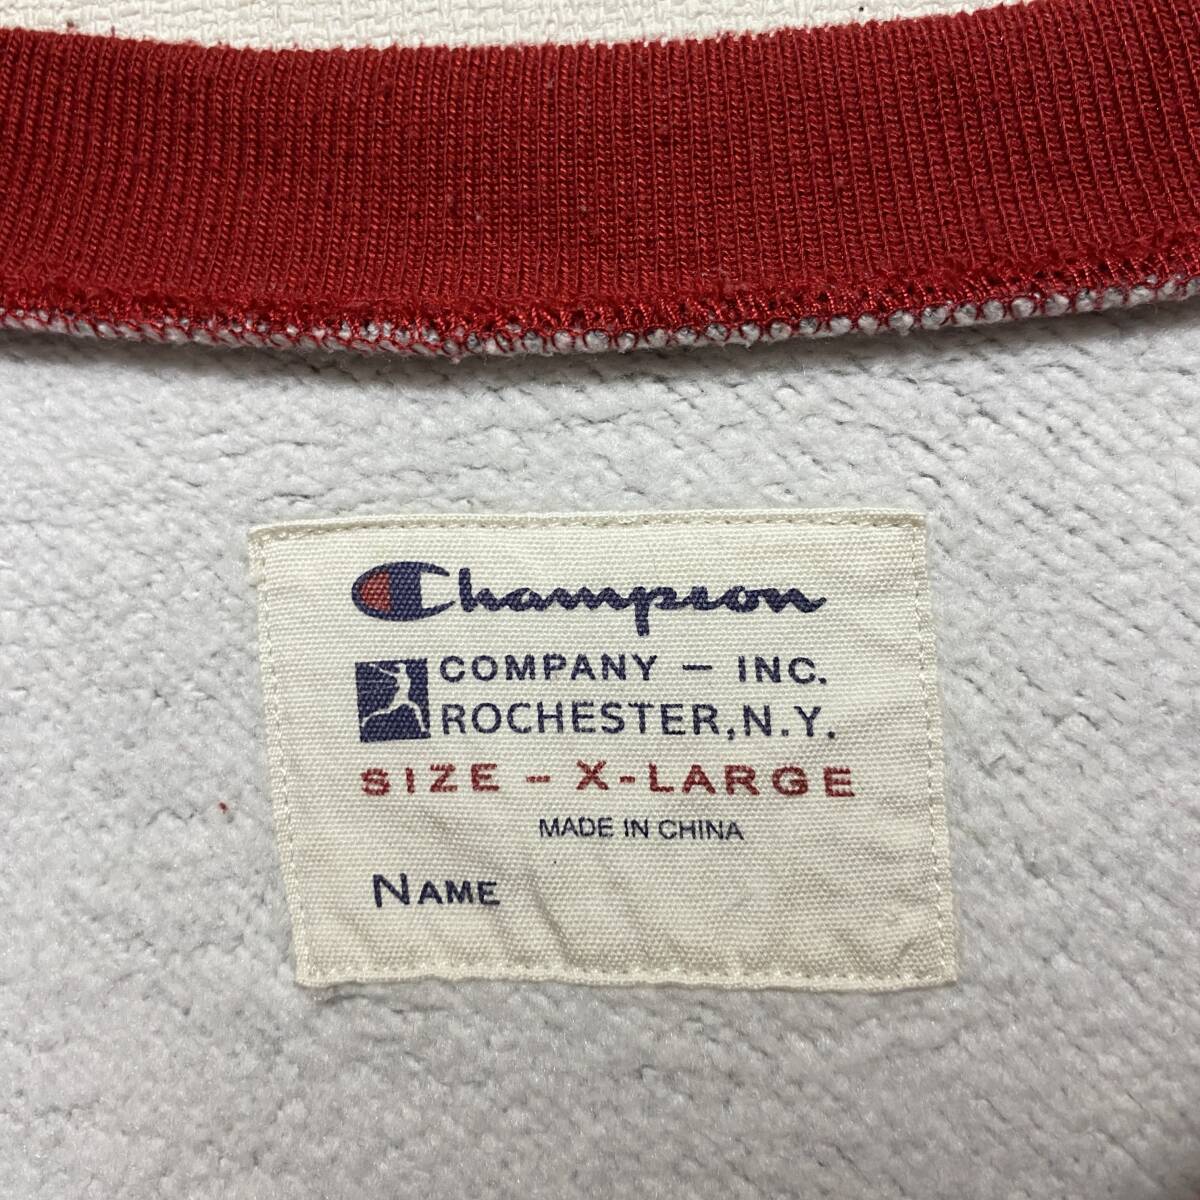 Champion
COMPANY – INC.
ROCHESTER, N.Y.
SIZE – X-LARGE
MADE IN CHINA
NAME